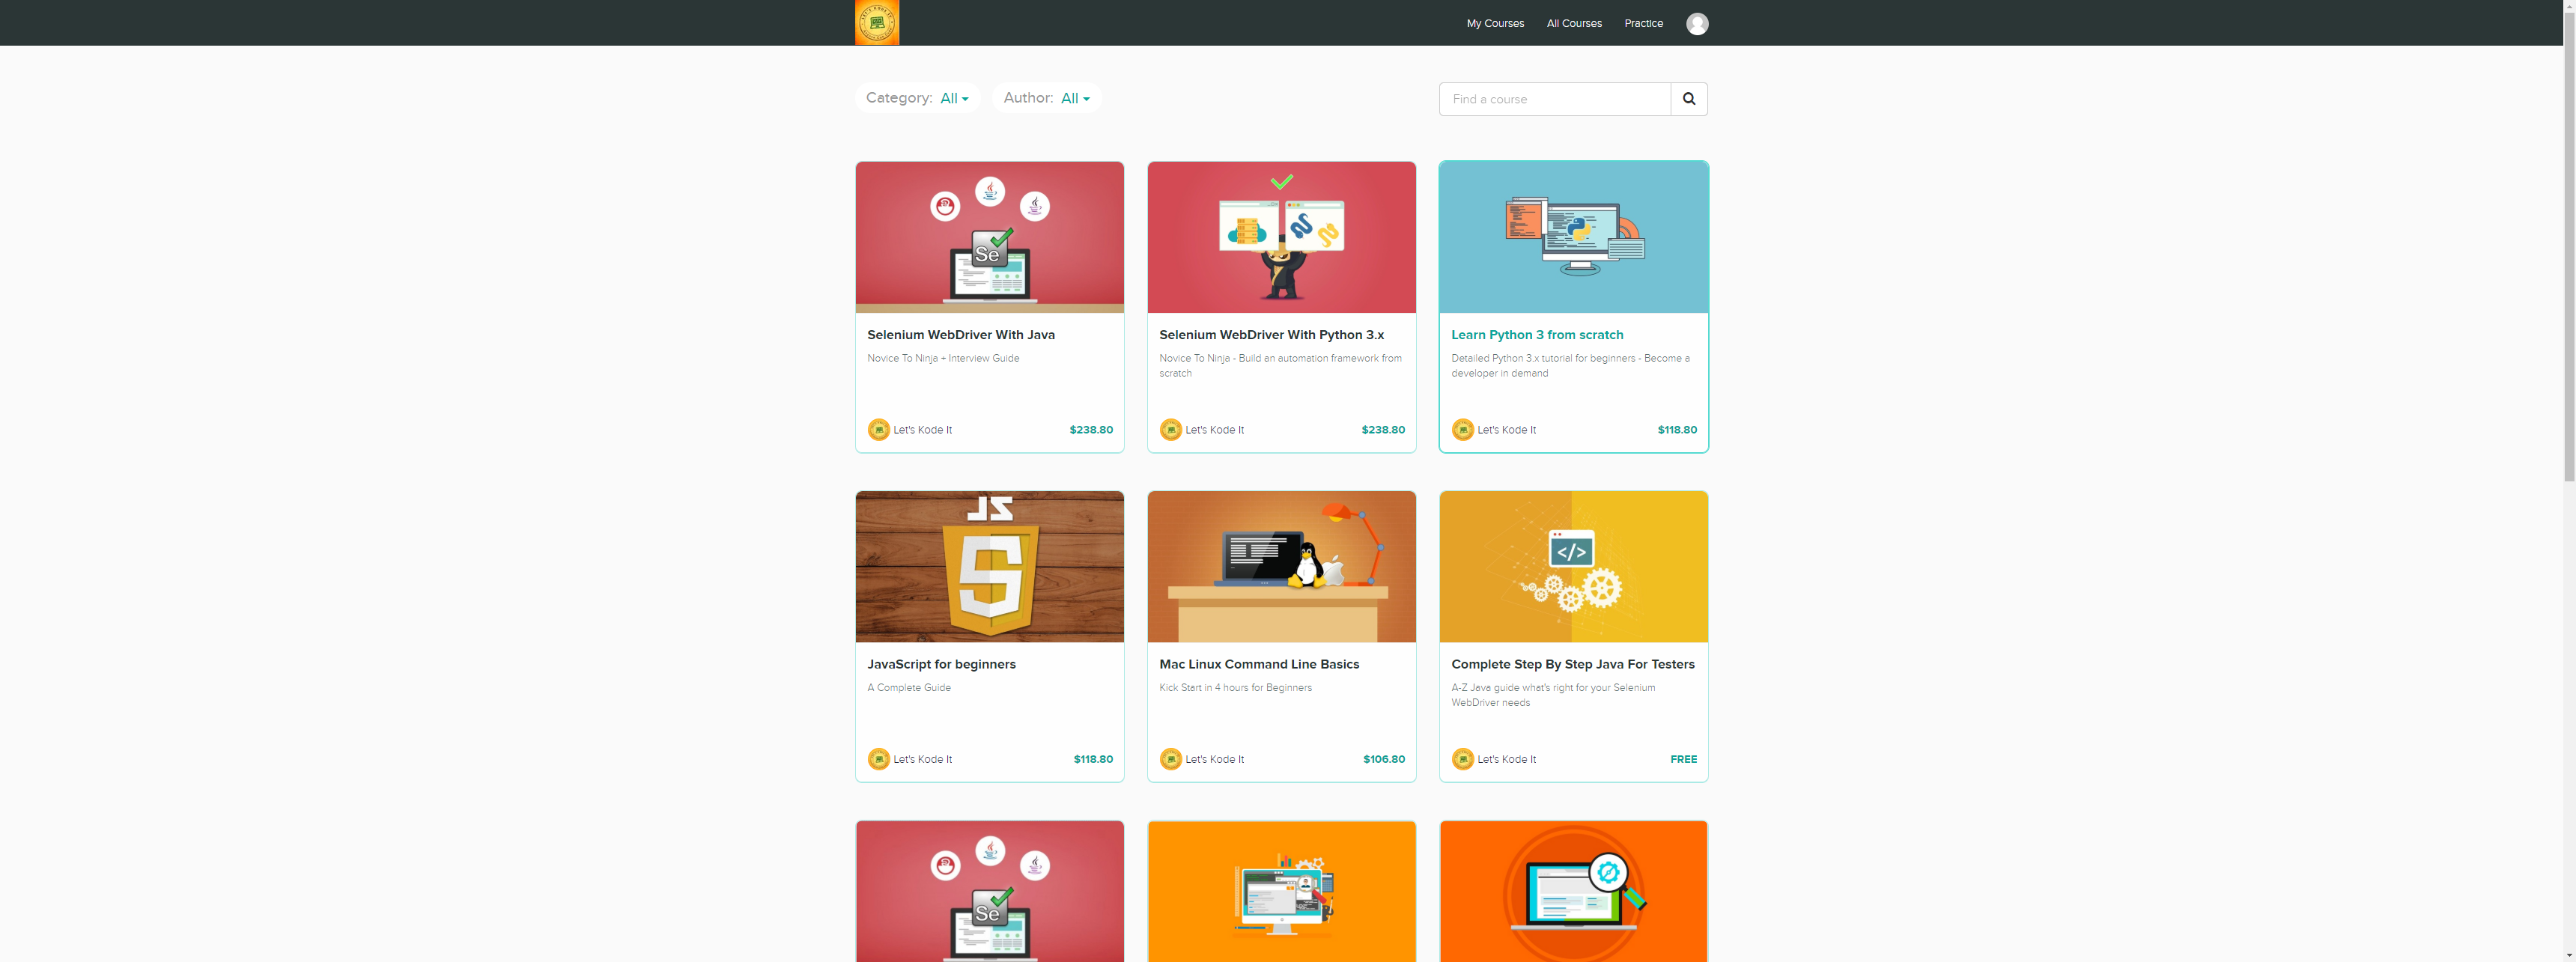 My Courses
All Courses
Practice
Category: All
Author: All
Find a course
Se
Selenium WebDriver With Java
Novice To Ninja + Interview Guide
Let's Kode It
$238.80
Selenium WebDriver With Python 3.x
Novice To Ninja - Build an automation framework from
scratch
Let's Kode It
$238.80
Learn Python 3 from scratch
Detailed Python 3.x tutorial for beginners - Become a
developer in demand
Let's Kode It
$118.80
JS
5
JavaScript for beginners
A Complete Guide
Let's Kode It
$118.80
Mac Linux Command Line Basics
Kick Start in 4 hours for Beginners
Let's Kode It
$106.80
</>
Complete Step By Step Java For Testers
A-Z Java guide what's right for your Selenium
WebDriver needs
Let's Kode It
FREE
Se